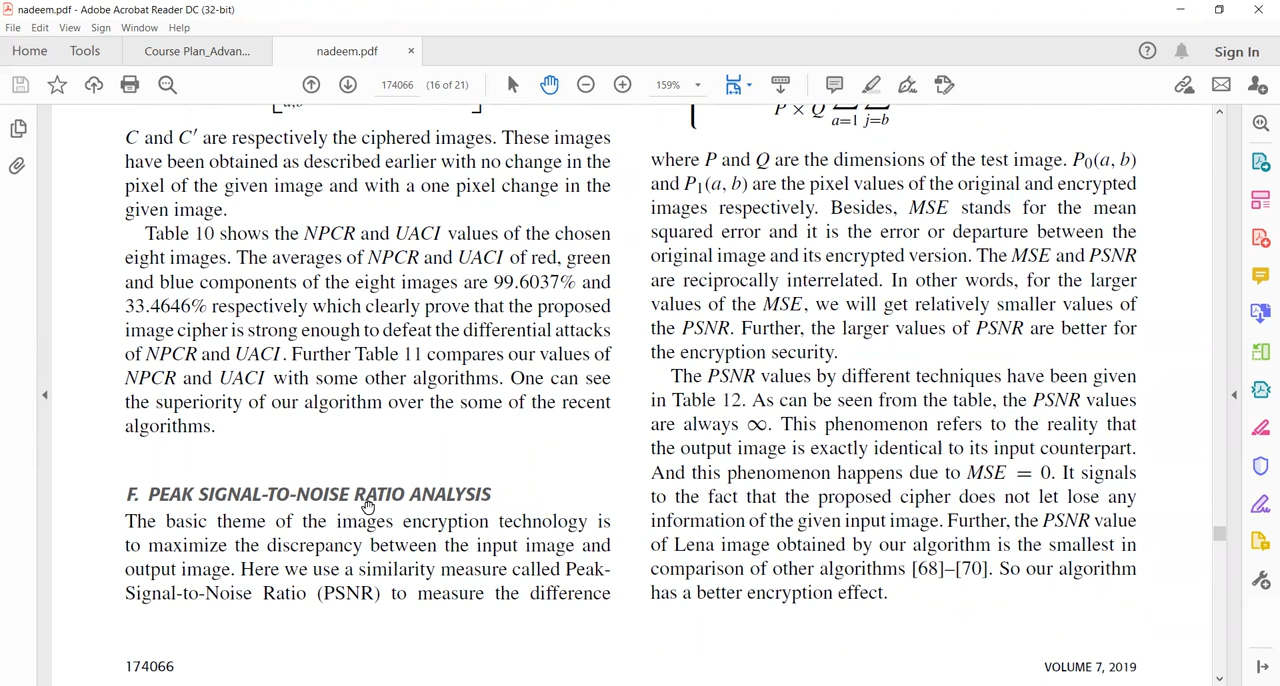 nadeem.pdf - Adobe Acrobat Reader DC (32-bit)
File Edit View Sign Window Help
Home Tools Course Plan_Advan... nadeem.pdf × Sign In
174066 (16 of 21) 159%
C and C′ are respectively the ciphered images. These images
have been obtained as described earlier with no change in the
pixel of the given image and with a one pixel change in the
given image.
Table 10 shows the NPCR and UACI values of the chosen
eight images. The averages of NPCR and UACI of red, green
and blue components of the eight images are 99.6037% and
33.4646% respectively which clearly prove that the proposed
image cipher is strong enough to defeat the differential attacks
of NPCR and UACI. Further Table 11 compares our values of
NPCR and UACI with some other algorithms. One can see
the superiority of our algorithm over the some of the recent
algorithms.
F. PEAK SIGNAL-TO-NOISE RATIO ANALYSIS
The basic theme of the images encryption technology is
to maximize the discrepancy between the input image and
output image. Here we use a similarity measure called Peak-
Signal-to-Noise Ratio (PSNR) to measure the difference
P × Q
a=1 j=b
where P and Q are the dimensions of the test image. P0(a, b)
and P1(a, b) are the pixel values of the original and encrypted
images respectively. Besides, MSE stands for the mean
squared error and it is the error or departure between the
original image and its encrypted version. The MSE and PSNR
are reciprocally interrelated. In other words, for the larger
values of the MSE, we will get relatively smaller values of
the PSNR. Further, the larger values of PSNR are better for
the encryption security.
The PSNR values by different techniques have been given
in Table 12. As can be seen from the table, the PSNR values
are always ∞. This phenomenon refers to the reality that
the output image is exactly identical to its input counterpart.
And this phenomenon happens due to MSE = 0. It signals
to the fact that the proposed cipher does not let lose any
information of the given input image. Further, the PSNR value
of Lena image obtained by our algorithm is the smallest in
comparison of other algorithms [68]–[70]. So our algorithm
has a better encryption effect.
174066
VOLUME 7, 2019